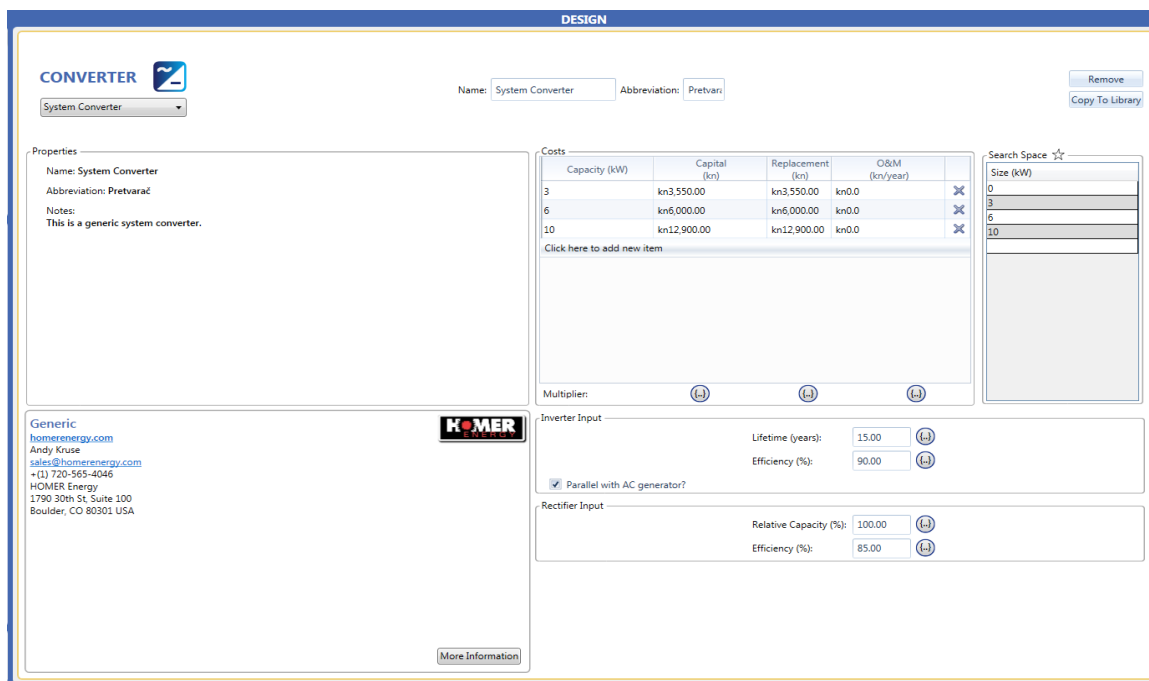 DESIGN
CONVERTER
System Converter
Name: System Converter Abbreviation: Pretvara
Remove
Copy To Library
Properties
Name: System Converter
Abbreviation: Pretvarač
Notes:
This is a generic system converter.
Costs
Capacity (kW) Capital (kn) Replacement (kn) O&M (kn/year)
3 kn3,550.00 kn3,550.00 kn0.0
6 kn6,000.00 kn6,000.00 kn0.0
10 kn12,900.00 kn12,900.00 kn0.0
Click here to add new item
Multiplier: {..} {..} {..}
Search Space
Size (kW)
0
3
6
10
Generic
homerenergy.com
Andy Kruse
sales@homerenergy.com
+(1) 720-565-4046
HOMER Energy
1790 30th St, Suite 100
Boulder, CO 80301 USA
HOMER
ENERGY
More Information
Inverter Input
Lifetime (years): 15.00 {..}
Efficiency (%): 90.00 {..}
Parallel with AC generator?
Rectifier Input
Relative Capacity (%): 100.00 {..}
Efficiency (%): 85.00 {..}